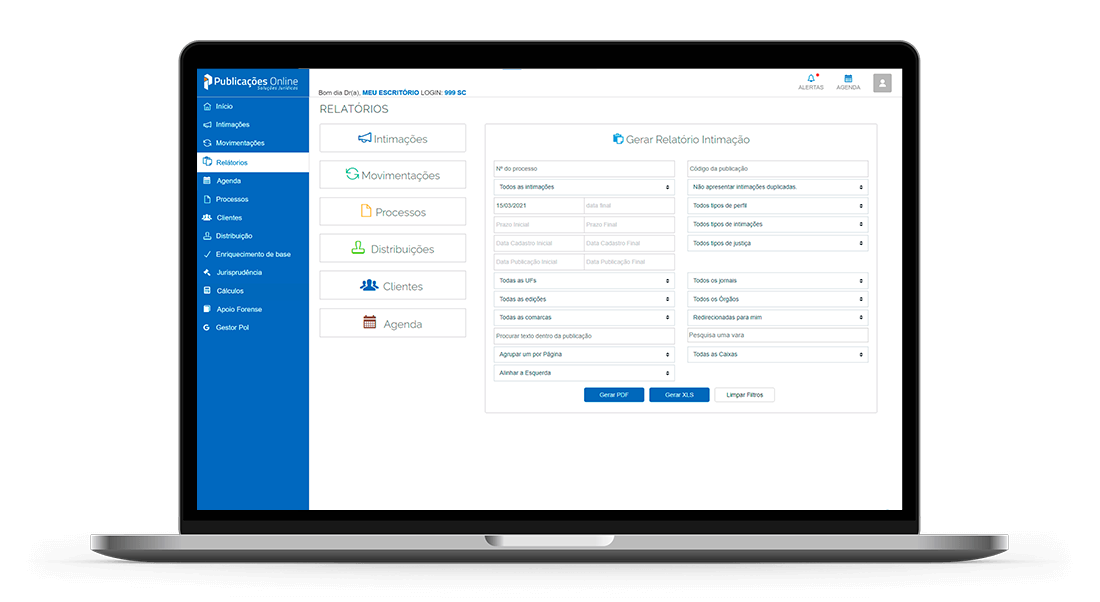 Publicações Online
Soluções Jurídicas
Início
Intimações
Movimentações
Relátorios
Agenda
Processos
Clientes
Distribuição
Enriquecimento de base
Jurisprudência
Cálculos
Apoio Forense
Gestor Pol
Bom dia Dr(a), MEU ESCRITÓRIO LOGIN: 999 SC
ALERTAS
AGENDA
RELATÓRIOS
Intimações
Movimentações
Processos
Distribuições
Clientes
Agenda
Gerar Relatório Intimação
Nº do processo
Código da publicação
Todos as intimações
Não apresentar intimações duplicadas.
15/03/2021
data final
Todos tipos de perfil
Prazo Inicial
Prazo Final
Todos tipos de intimações
Data Cadastro Inicial
Data Cadastro Final
Todos tipos de justiça
Data Publicação Inicial
Data Publicação Final
Todas as UFs
Todos os jornais
Todas as edições
Todos os Órgãos
Todas as comarcas
Redirecionadas para mim
Procurar texto dentro da publicação
Pesquisa uma vara
Agrupar um por Página
Todas as Caixas
Alinhar a Esquerda
Gerar PDF
Gerar XLS
Limpar Filtros